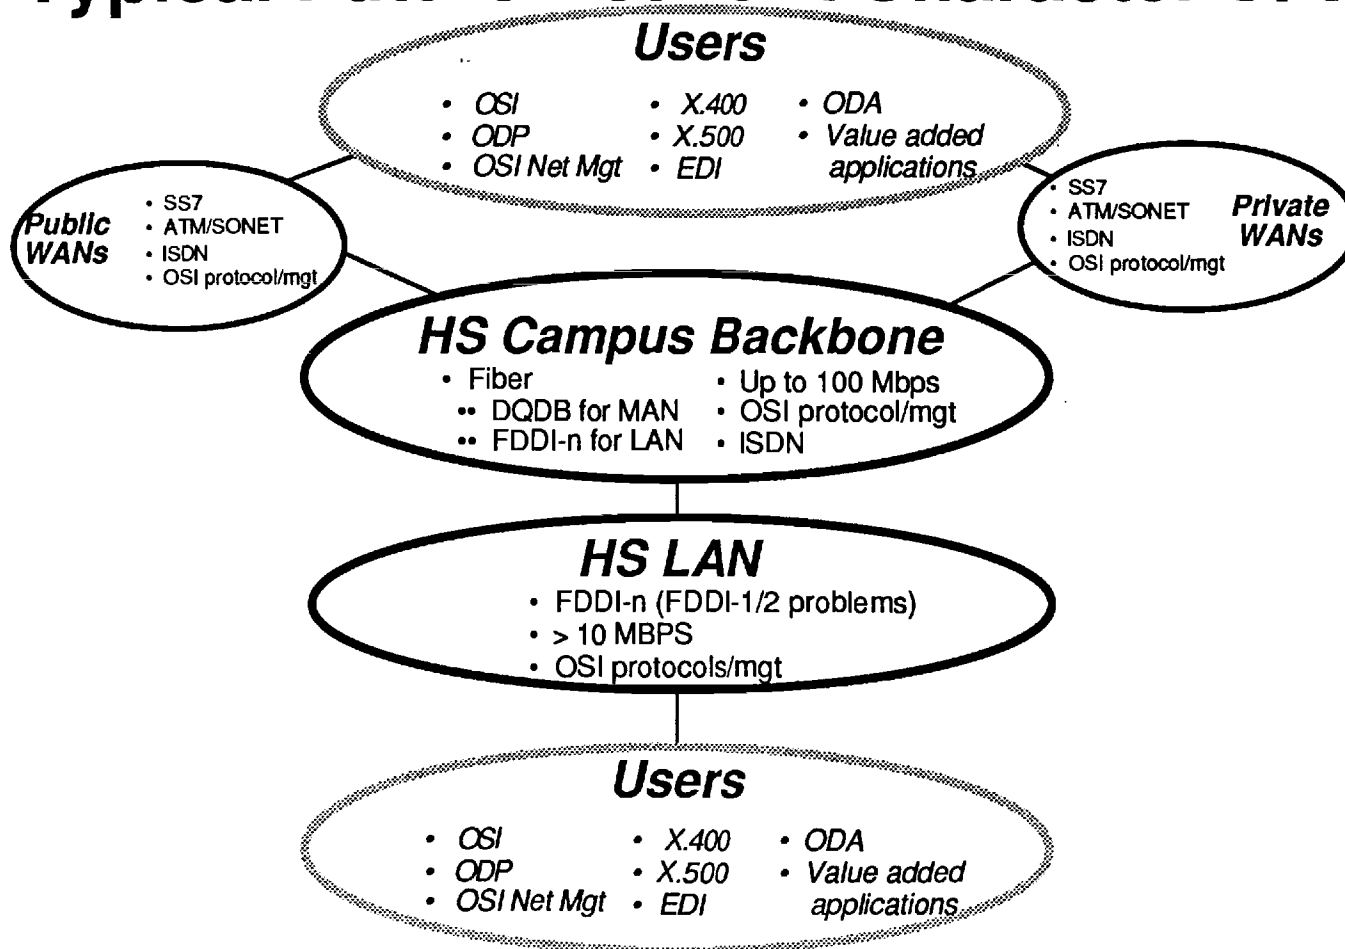 Typical
Users
• OSI
• ODP
• OSI Net Mgt
• X.400
• X.500
• EDI
• ODA
• Value added
applications
Public
WANs
• SS7
• ATM/SONET
• ISDN
• OSI protocol/mgt
• SS7
• ATM/SONET
• ISDN
• OSI protocol/mgt
Private
WANs
HS Campus Backbone
• Fiber
•• DQDB for MAN
•• FDDI-n for LAN
• Up to 100 Mbps
• OSI protocol/mgt
• ISDN
HS LAN
• FDDI-n (FDDI-1/2 problems)
• > 10 MBPS
• OSI protocols/mgt
Users
• OSI
• ODP
• OSI Net Mgt
• X.400
• X.500
• EDI
• ODA
• Value added
applications